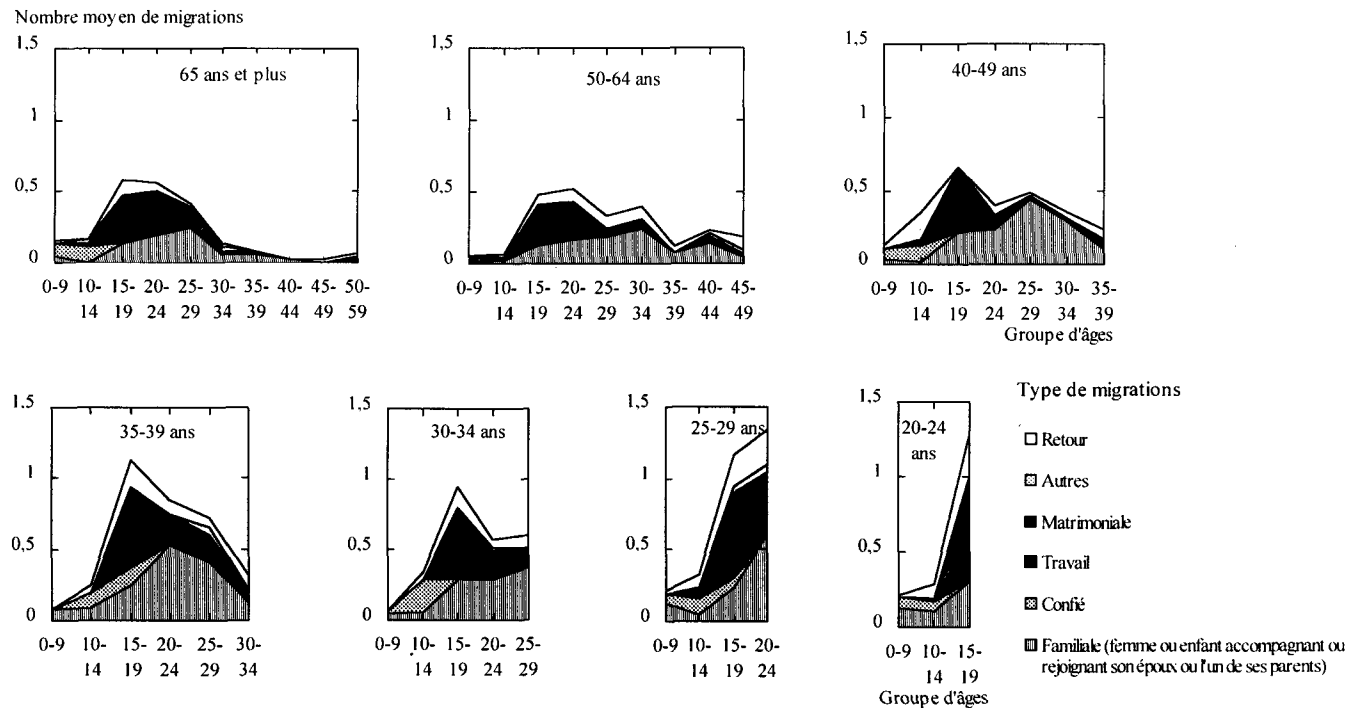 Nombre moyen de migrations
1,5
1
0,5
0
65 ans et plus
0-9 10- 15- 20- 25- 30- 35- 40- 45- 50-
14 19 24 29 34 39 44 49 59
1,5
1
0,5
0
50-64 ans
0-9 10- 15- 20- 25- 30- 35- 40- 45-
14 19 24 29 34 39 44 49
1,5
1
0,5
0
40-49 ans
0-9 10- 15- 20- 25- 30- 35-
14 19 24 29 34 39
Groupe d'âges
1,5
1
0,5
0
35-39 ans
0-9 10- 15- 20- 25- 30-
14 19 24 29 34
1,5
1
0,5
0
30-34 ans
0-9 10- 15- 20- 25-
14 19 24 29
1,5
1
0,5
0
25-29 ans
0-9 10- 15- 20-
14 19 24
1,5
1
0,5
0
20-24
ans
0-9 10- 15-
14 19
Groupe d'âges
Type de migrations
Retour
Autres
Matrimoniale
Travail
Confié
Familiale (femme ou enfant accompagnant ou
rejoignant son époux ou l'un de ses parents)